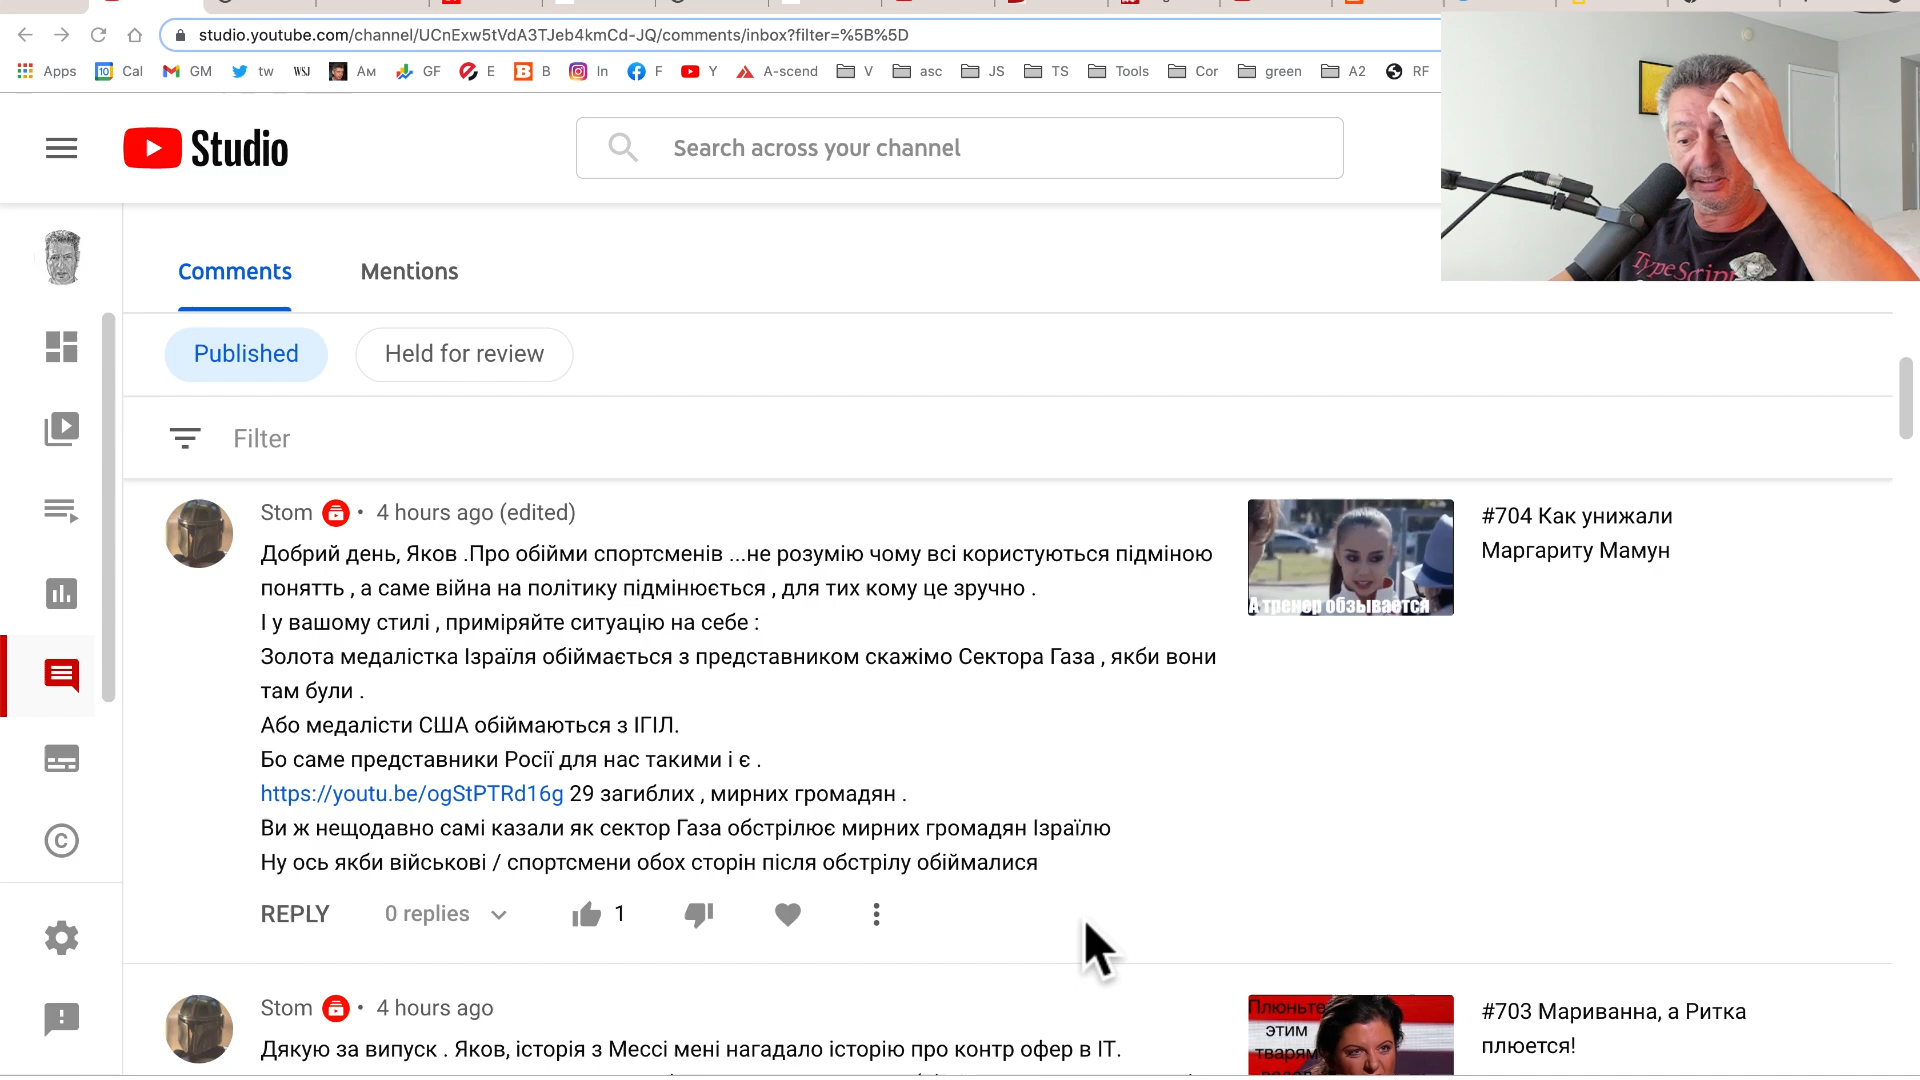 studio.youtube.com/channel/UCnExw5tVdA3TJeb4kmCd-JQ/comments/inbox?filter=%5B%5D
Apps 10 Cal GM tw WSJ Ам GF E B In F Y A-scend V asc JS TS Tools Cor green A2 RF
Studio
Search across your channel
TypeScript
Comments Mentions
Published Held for review
Filter
Stom • 4 hours ago (edited)
Добрий день, Яков .Про обійми спортсменів ...не розумію чому всі користуються підміною
понятть , а саме війна на політику підмінюється , для тих кому це зручно .
І у вашому стилі , приміряйте ситуацію на себе :
Золота медалістка Ізраїля обіймається з представником скажімо Сектора Газа , якби вони
там були .
Або медалісти США обіймаються з ІГІЛ.
Бо саме представники Росії для нас такими і є .
https://youtu.be/ogStPTRd16g 29 загиблих , мирних громадян .
Ви ж нещодавно самі казали як сектор Газа обстрілює мирних громадян Ізраїлю
Ну ось якби військові / спортсмени обох сторін після обстрілу обіймалися
А тренер обзывается
#704 Как унижали
Маргариту Мамун
REPLY 0 replies 1
Stom • 4 hours ago
Дякую за випуск . Яков, історія з Мессі мені нагадало історію про контр офер в ІТ.
Плюньте
этим
тварям
#703 Мариванна, а Ритка
плюется!